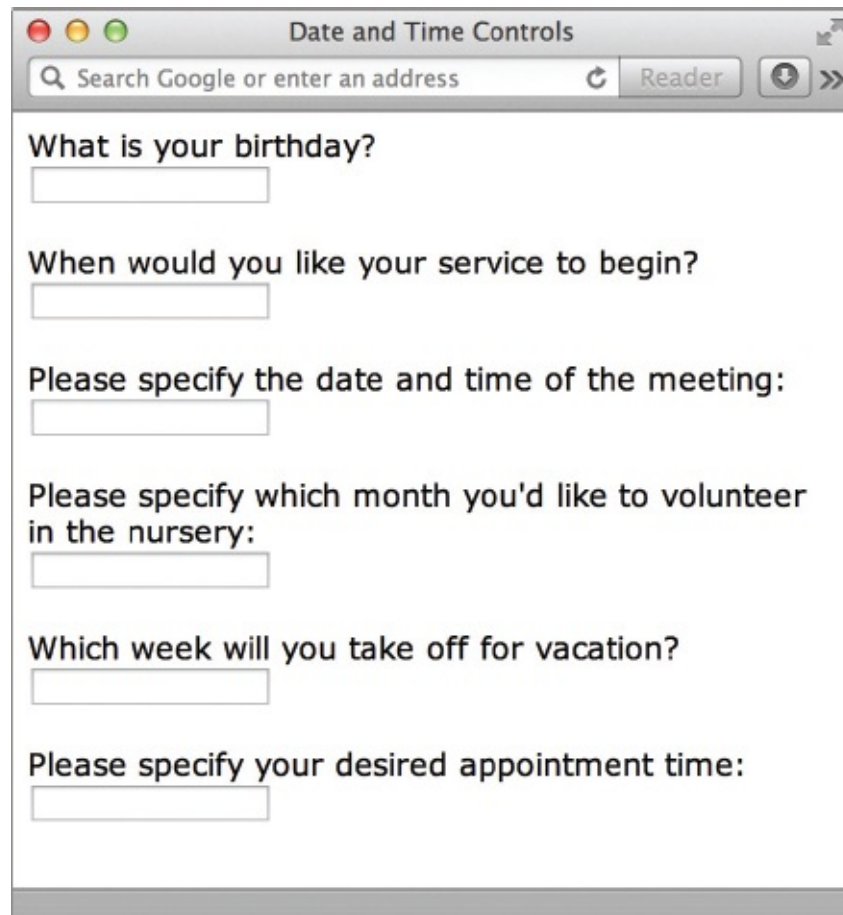 Date and Time Controls
Search Google or enter an address
Reader
What is your birthday?
When would you like your service to begin?
Please specify the date and time of the meeting:
Please specify which month you'd like to volunteer
in the nursery:
Which week will you take off for vacation?
Please specify your desired appointment time: